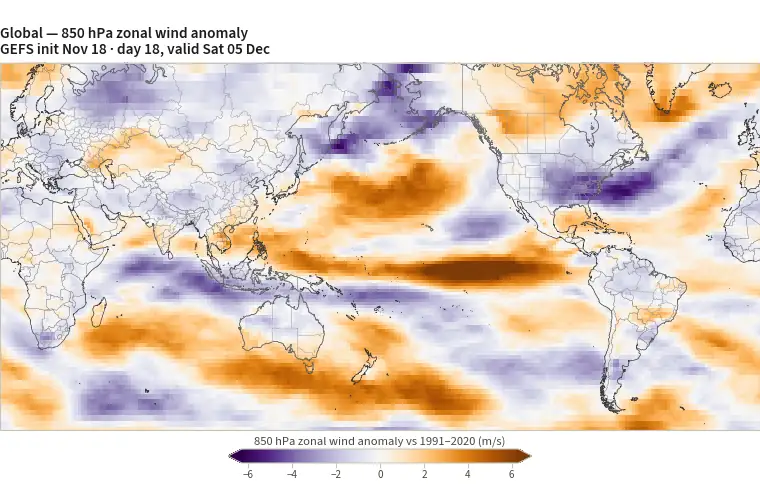 Global — 850 hPa zonal wind anomaly
GEFS init Nov 18 · day 18, valid Sat 05 Dec
850 hPa zonal wind anomaly vs 1991–2020 (m/s)
−6 −4 −2 0 2 4 6